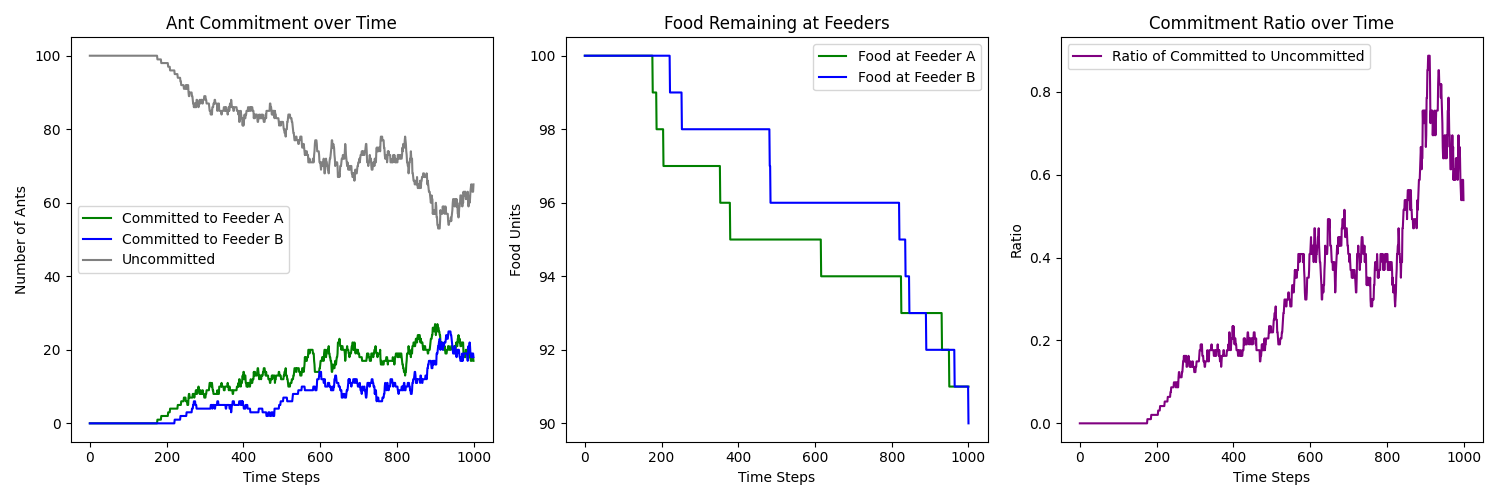 Ant Commitment over Time
Number of Ants
100
80
60
40
20
0
Committed to Feeder A
Committed to Feeder B
Uncommitted
0 200 400 600 800 1000
Time Steps
Food Remaining at Feeders
Food Units
100
98
96
94
92
90
Food at Feeder A
Food at Feeder B
0 200 400 600 800 1000
Time Steps
Commitment Ratio over Time
Ratio
0.8
0.6
0.4
0.2
0.0
Ratio of Committed to Uncommitted
0 200 400 600 800 1000
Time Steps